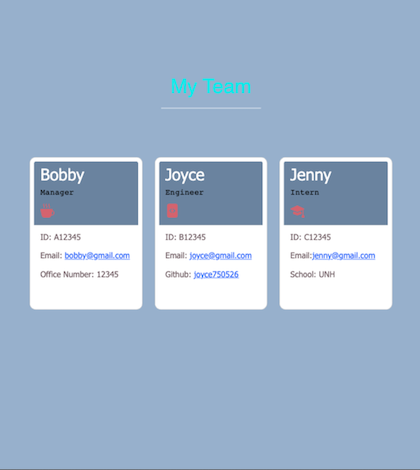 My Team
Bobby
Manager
ID: A12345
Email: bobby@gmail.com
Office Number: 12345
Joyce
Engineer
ID: B12345
Email: joyce@gmail.com
Github: joyce750526
Jenny
Intern
ID: C12345
Email:jenny@gmail.com
School: UNH